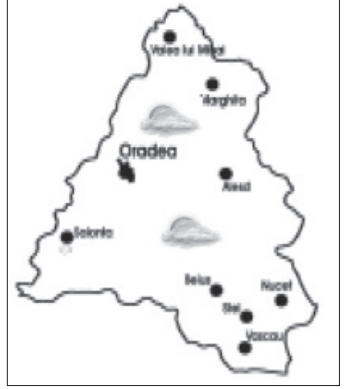 Valea lui Mihai
Marghita
Oradea
Alesd
Salonta
Beius
Nucet
Stei
Vascau